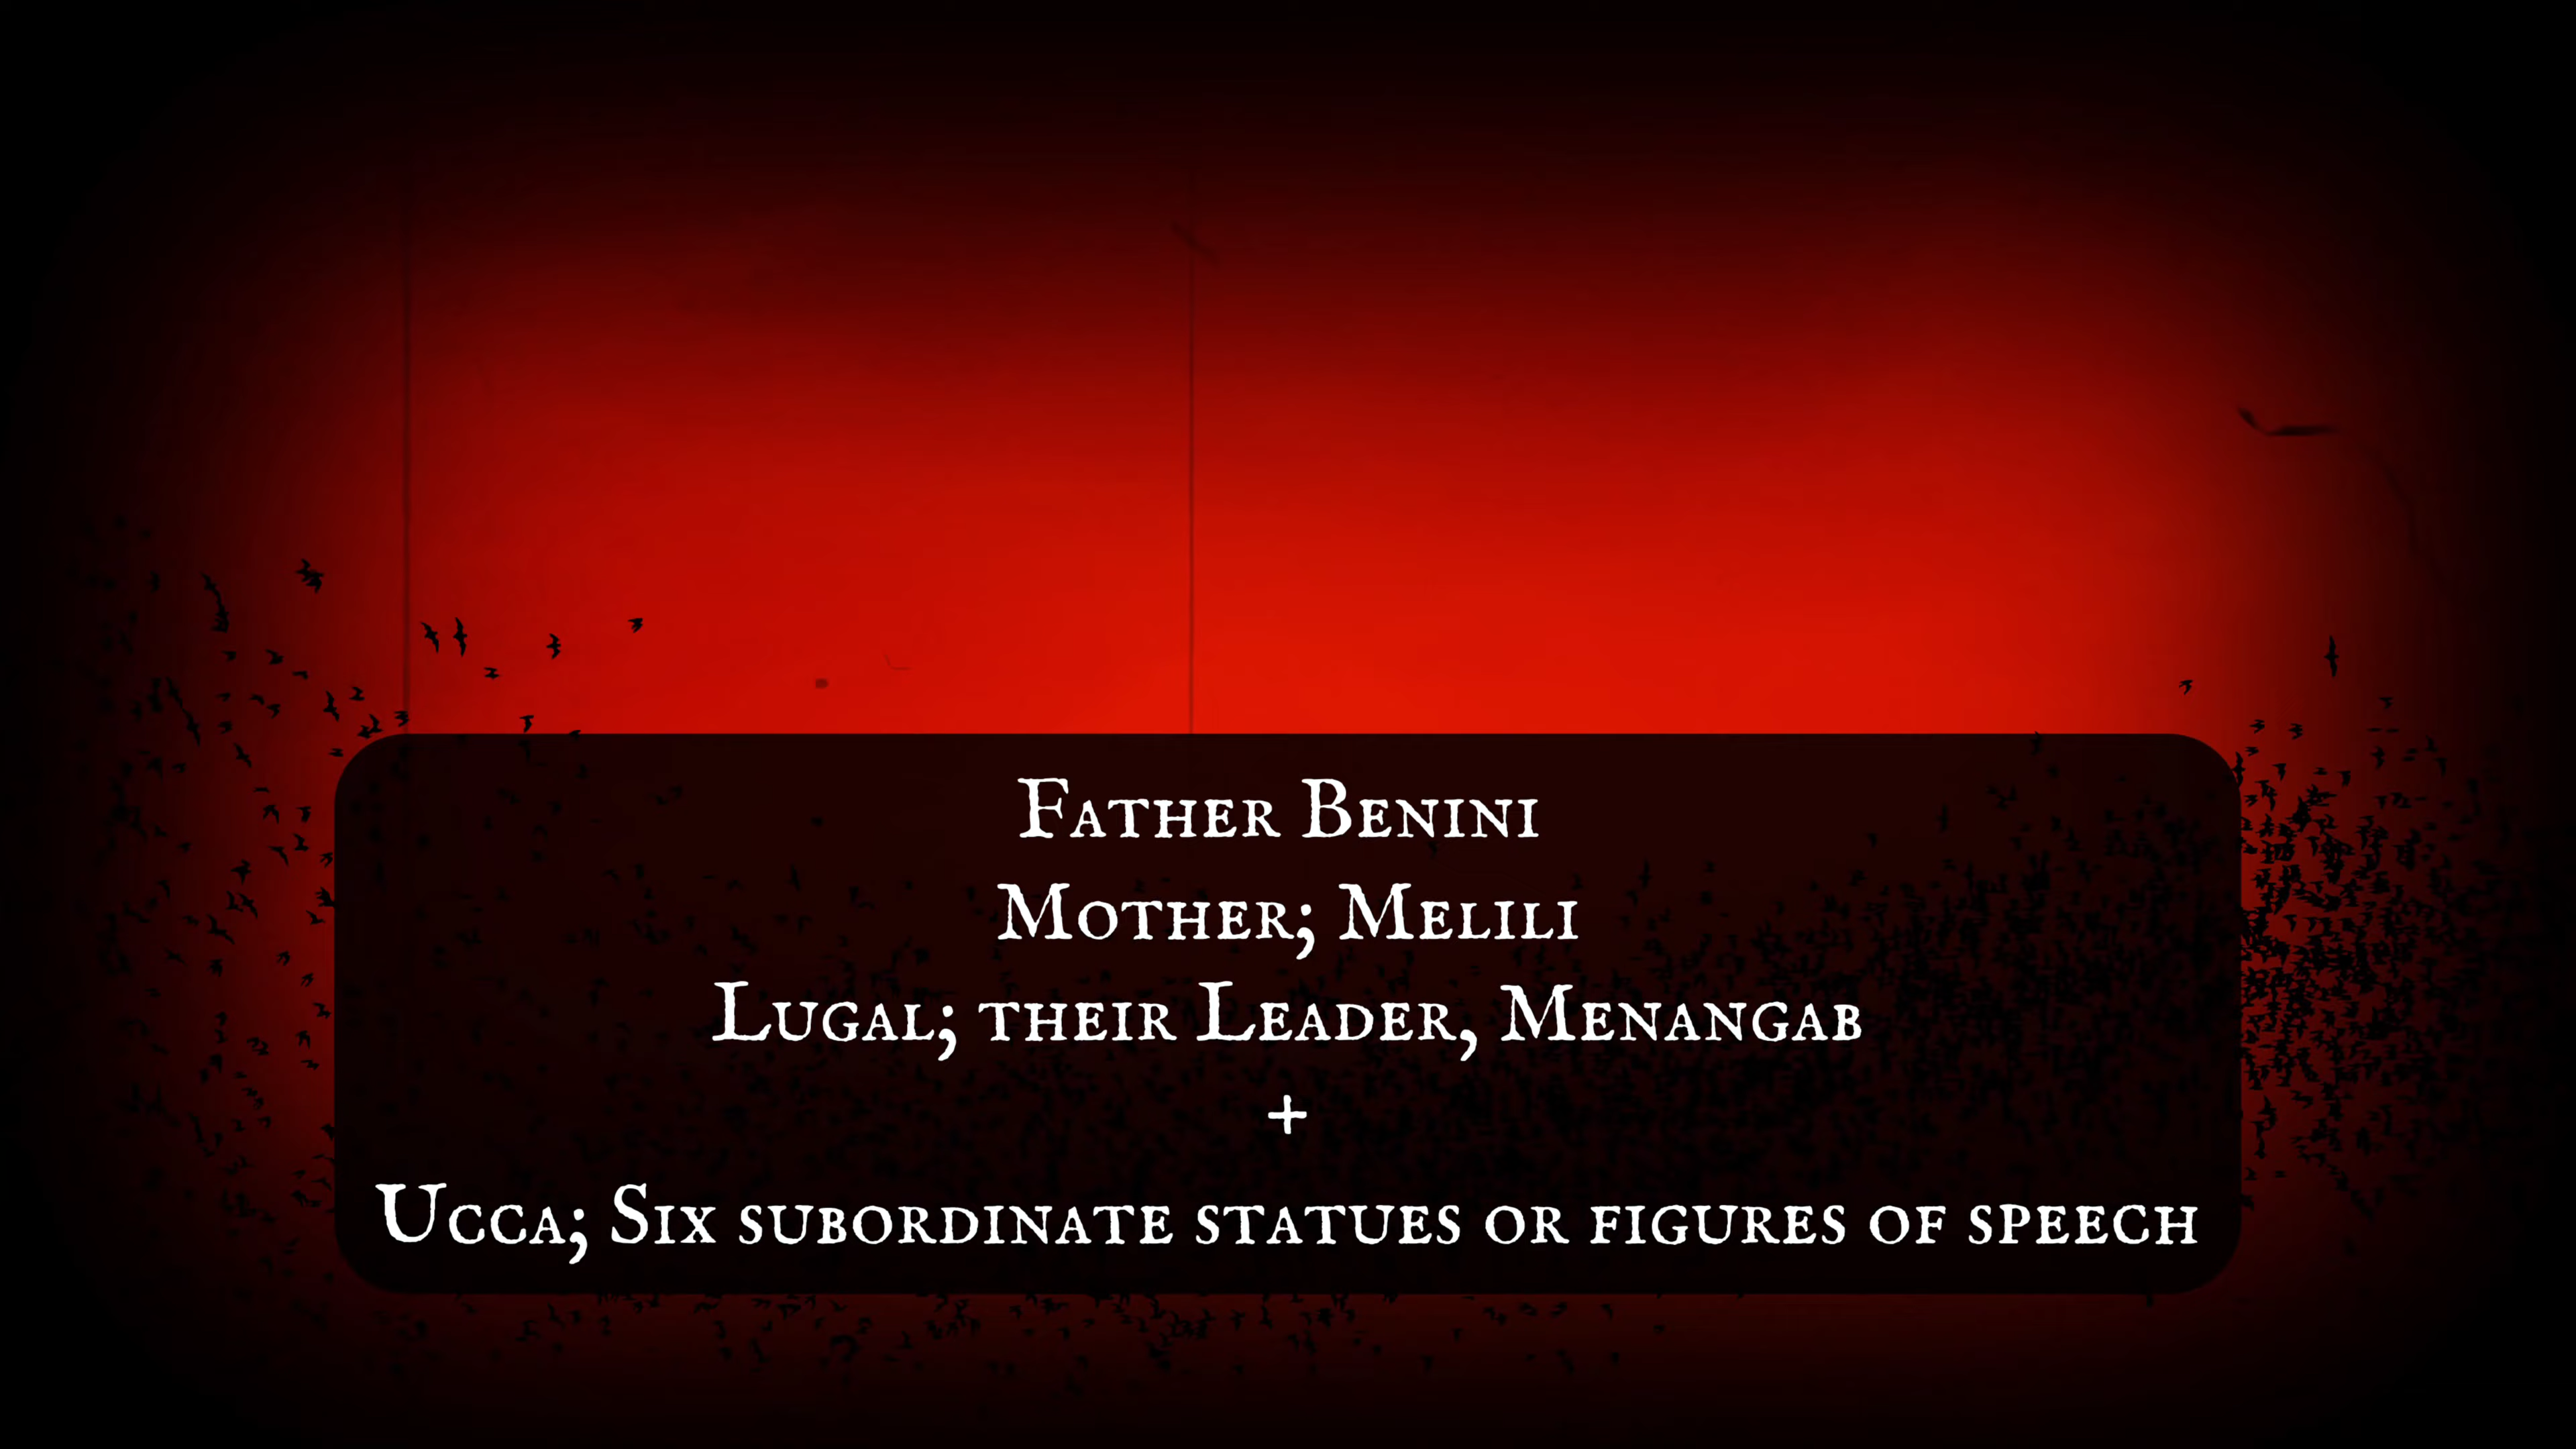 Father Benini
Mother; Melili
Lugal; their Leader, Menangab
+
Ucca; Six subordinate statues or figures of speech